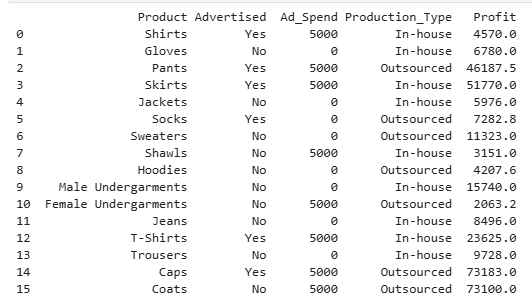 Product Advertised Ad_Spend Production_Type Profit
0 Shirts Yes 5000 In-house 4570.0
1 Gloves No 0 In-house 6780.0
2 Pants Yes 5000 Outsourced 46187.5
3 Skirts Yes 5000 In-house 51770.0
4 Jackets No 0 In-house 5976.0
5 Socks Yes 0 Outsourced 7282.8
6 Sweaters No 0 Outsourced 11323.0
7 Shawls No 5000 In-house 3151.0
8 Hoodies No 0 Outsourced 4207.6
9 Male Undergarments No 0 In-house 15740.0
10 Female Undergarments No 5000 Outsourced 2063.2
11 Jeans No 0 In-house 8496.0
12 T-Shirts Yes 5000 In-house 23625.0
13 Trousers No 0 In-house 9728.0
14 Caps Yes 5000 Outsourced 73183.0
15 Coats No 5000 Outsourced 73100.0